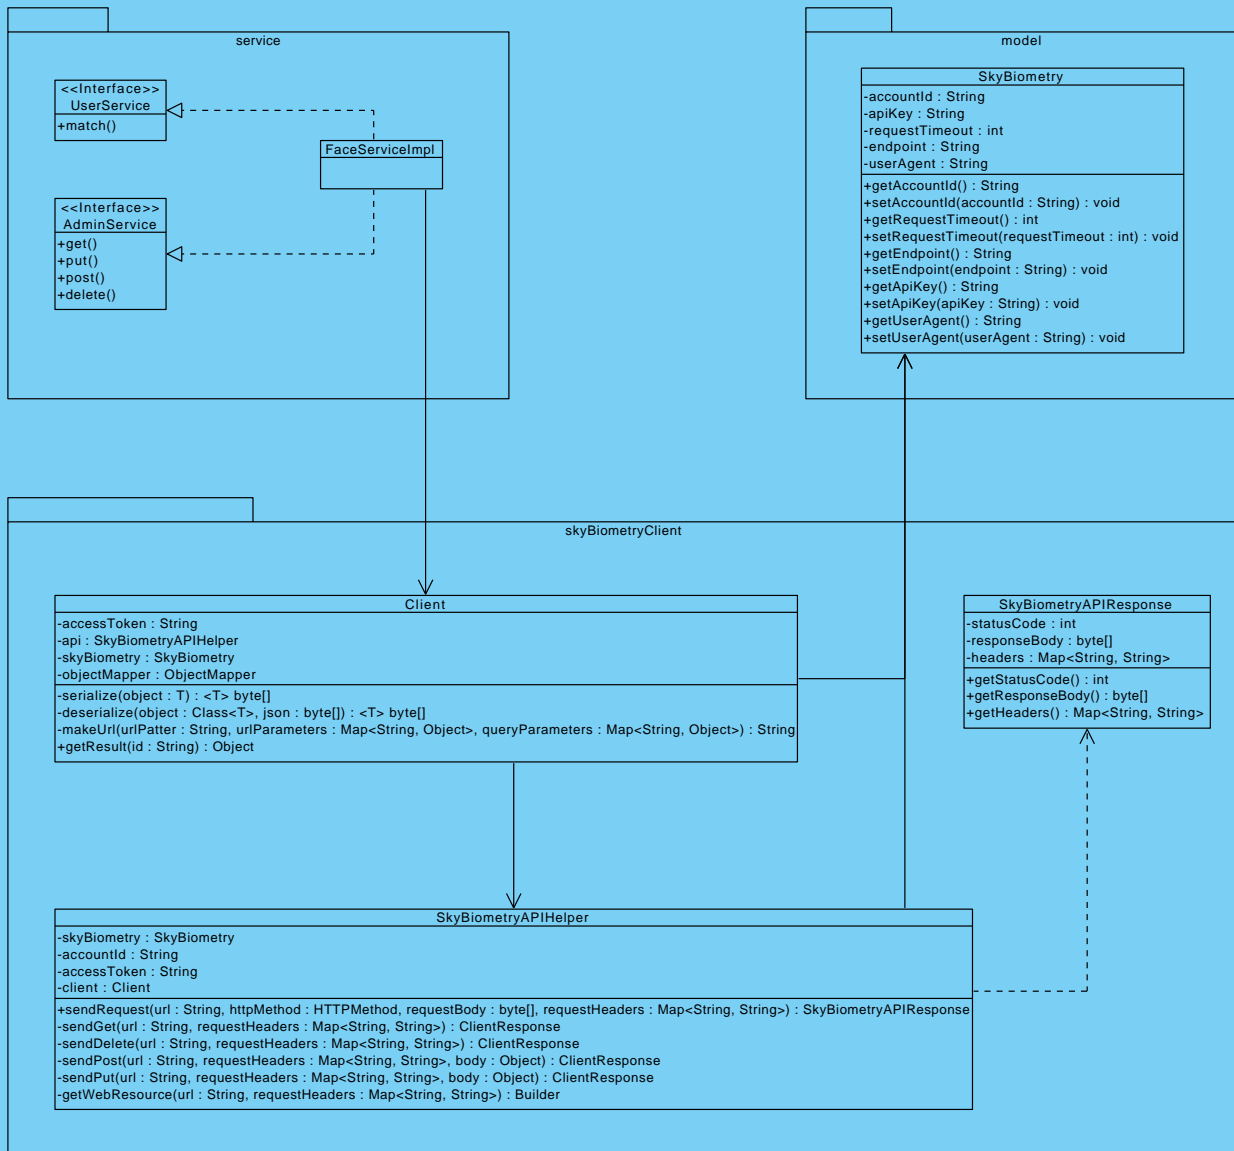 service
<<Interface>>
UserService
+match()
FaceServiceImpl
<<Interface>>
AdminService
+get()
+put()
+post()
+delete()
model
SkyBiometry
-accountId : String
-apiKey : String
-requestTimeout : int
-endpoint : String
-userAgent : String
+getAccountId() : String
+setAccountId(accountId : String) : void
+getRequestTimeout() : int
+setRequestTimeout(requestTimeout : int) : void
+getEndpoint() : String
+setEndpoint(endpoint : String) : void
+getApiKey() : String
+setApiKey(apiKey : String) : void
+getUserAgent() : String
+setUserAgent(userAgent : String) : void
skyBiometryClient
Client
-accessToken : String
-api : SkyBiometryAPIHelper
-skyBiometry : SkyBiometry
-objectMapper : ObjectMapper
-serialize(object : T) : <T> byte[]
-deserialize(object : Class<T>, json : byte[]) : <T> byte[]
-makeUrl(urlPatter : String, urlParameters : Map<String, Object>, queryParameters : Map<String, Object>) : String
+getResult(id : String) : Object
SkyBiometryAPIResponse
-statusCode : int
-responseBody : byte[]
-headers : Map<String, String>
+getStatusCode() : int
+getResponseBody() : byte[]
+getHeaders() : Map<String, String>
SkyBiometryAPIHelper
-skyBiometry : SkyBiometry
-accountId : String
-accessToken : String
-client : Client
+sendRequest(url : String, httpMethod : HTTPMethod, requestBody : byte[], requestHeaders : Map<String, String>) : SkyBiometryAPIResponse
-sendGet(url : String, requestHeaders : Map<String, String>) : ClientResponse
-sendDelete(url : String, requestHeaders : Map<String, String>) : ClientResponse
-sendPost(url : String, requestHeaders : Map<String, String>, body : Object) : ClientResponse
-sendPut(url : String, requestHeaders : Map<String, String>, body : Object) : ClientResponse
-getWebResource(url : String, requestHeaders : Map<String, String>) : Builder